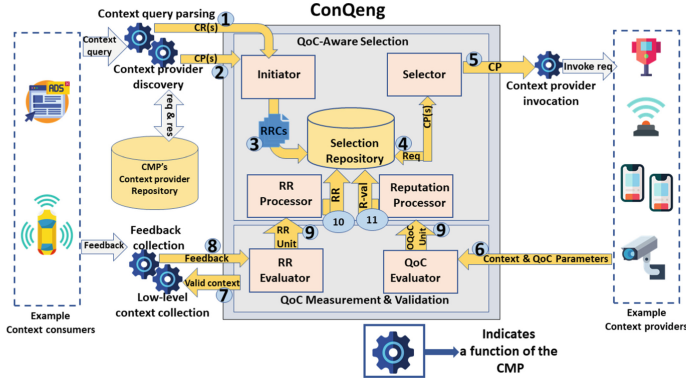 ConQeng
Context query parsing
1
CR(s)
QoC-Aware Selection
Context
query
CP(s)
2
Context provider
discovery
Initiator
Selector
5
CP
Invoke req
Context provider
invocation
ADS
req & res
RRCs
3
CP(s)
4
Req
Selection
Repository
CMP's
Context provider
Repository
RR
Processor
RR
R-val
Reputation
Processor
10
11
Feedback
collection
Feedback
8
Feedback
RR
Unit
9
OQoC
Unit
9
6
Context & QoC Parameters
RR
Evaluator
QoC
Evaluator
Valid context
7
Low-level
context collection
QoC Measurement & Validation
Example
Context consumers
Example
Context providers
Indicates
a function of the
CMP